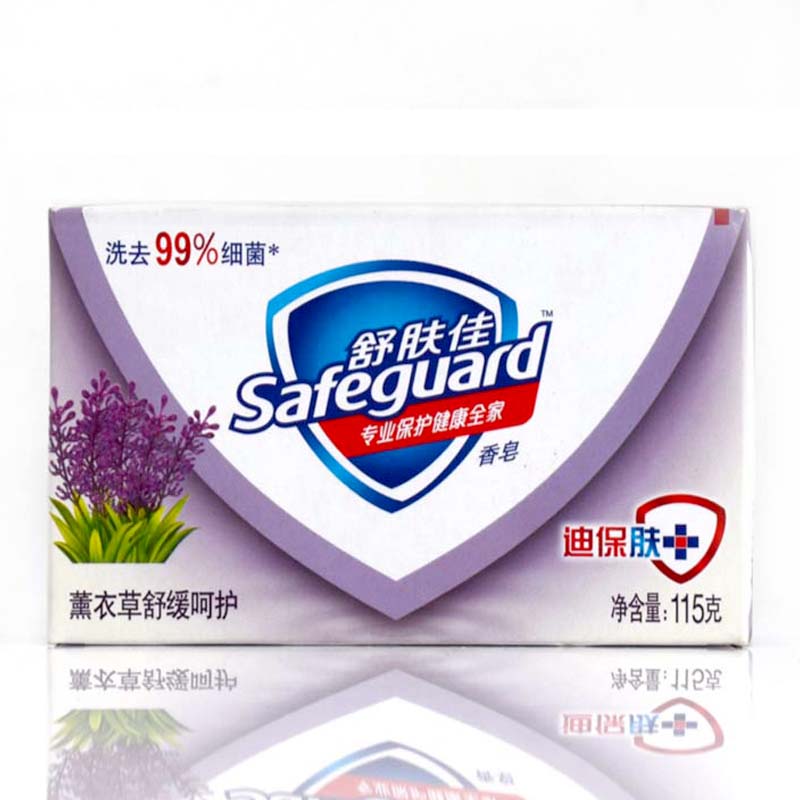 洗去99%细菌*
舒肤佳
Safeguard™
专业保护健康全家
香皂
迪保肤
薰衣草舒缓呵护
净含量:115克